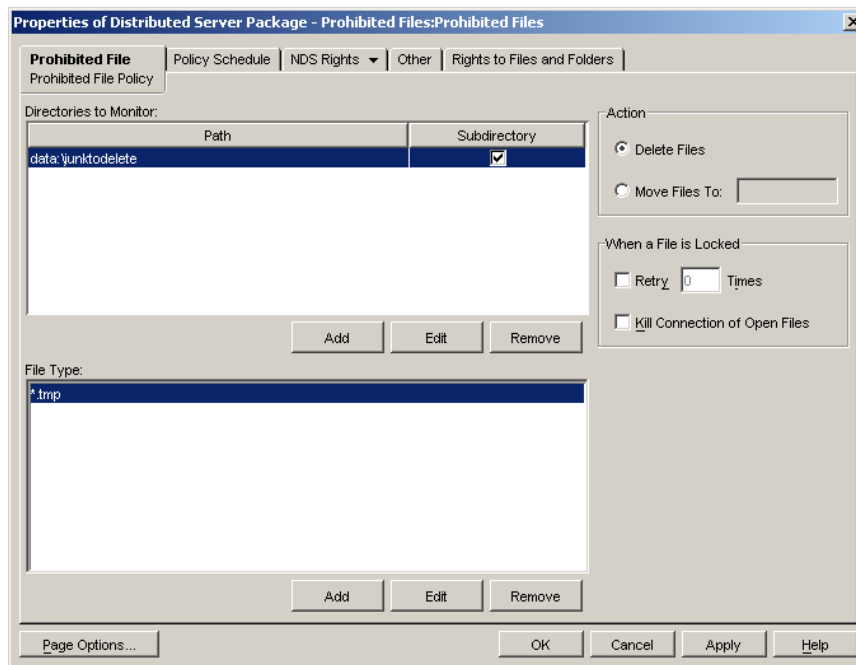 Properties of Distributed Server Package - Prohibited Files:Prohibited Files
Prohibited File Policy Schedule NDS Rights Other Rights to Files and Folders
Prohibited File Policy
Directories to Monitor:
Path Subdirectory
data:\junktodelete
Add Edit Remove
Action
Delete Files
Move Files To:
When a File is Locked
Retry 0 Times
Kill Connection of Open Files
File Type:
*.tmp
Add Edit Remove
Page Options... OK Cancel Apply Help